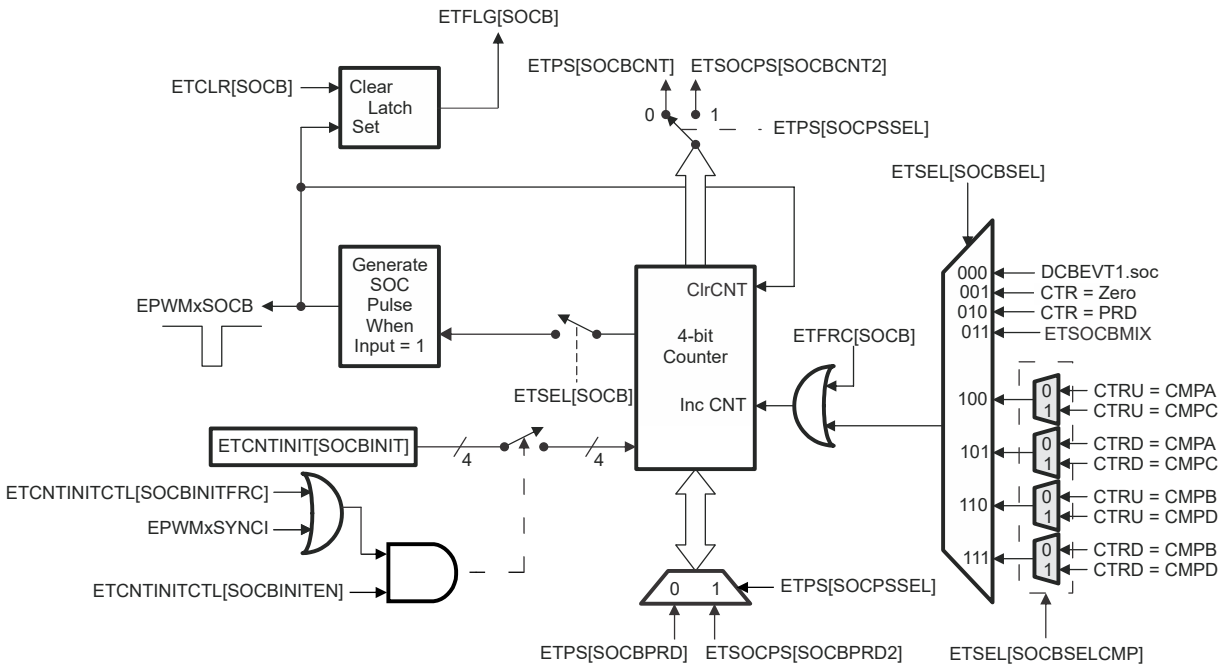 ETFLG[SOCB]
ETPS[SOCBCNT] ETSOCPS[SOCBCNT2]
ETCLR[SOCB]
Clear
Latch
Set
0 1
ETPS[SOCPSSEL]
ETSEL[SOCBSEL]
EPWMxSOCB
Generate
SOC
Pulse
When
Input = 1
ETSEL[SOCB]
ClrCNT
4-bit
Counter
Inc CNT
ETFRC[SOCB]
000 DCBEVT1.soc
001 CTR = Zero
010 CTR = PRD
011 ETSOCBMIX
100
0 CTRU = CMPA
1 CTRU = CMPC
101
0 CTRD = CMPA
1 CTRD = CMPC
110
0 CTRU = CMPB
1 CTRU = CMPD
111
0 CTRD = CMPB
1 CTRD = CMPD
ETSEL[SOCBSELCMP]
ETCNTINIT[SOCBINIT]
4 4
ETCNTINITCTL[SOCBINITFRC]
EPWMxSYNCI
ETCNTINITCTL[SOCBINITEN]
0 1
ETPS[SOCPSSEL]
ETPS[SOCBPRD] ETSOCPS[SOCBPRD2]